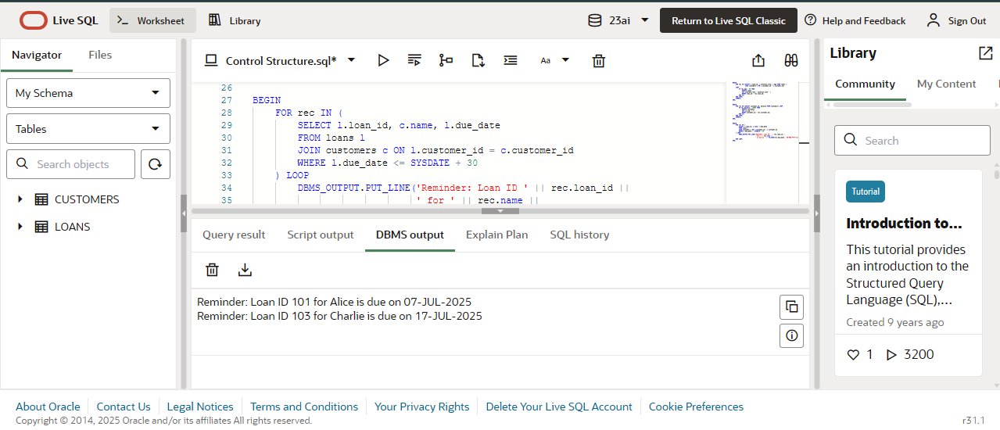 Live SQL
Worksheet
Library
23ai
Return to Live SQL Classic
Help and Feedback
Sign Out
Navigator
Files
My Schema
Tables
Search objects
CUSTOMERS
LOANS
Control Structure.sql*
Aa
26
27 BEGIN
28 FOR rec IN (
29 SELECT l.loan_id, c.name, l.due_date
30 FROM loans l
31 JOIN customers c ON l.customer_id = c.customer_id
32 WHERE l.due_date <= SYSDATE + 30
33 ) LOOP
34 DBMS_OUTPUT.PUT_LINE('Reminder: Loan ID ' || rec.loan_id ||
35 ' for ' || rec.name ||
Query result
Script output
DBMS output
Explain Plan
SQL history
Reminder: Loan ID 101 for Alice is due on 07-JUL-2025
Reminder: Loan ID 103 for Charlie is due on 17-JUL-2025
Library
Community
My Content
Search
Tutorial
Introduction to...
This tutorial provides
an introduction to the
Structured Query
Language (SQL),...
Created 9 years ago
1
3200
About Oracle
Contact Us
Legal Notices
Terms and Conditions
Your Privacy Rights
Delete Your Live SQL Account
Cookie Preferences
Copyright © 2014, 2025 Oracle and/or its affiliates All rights reserved.
r31.1